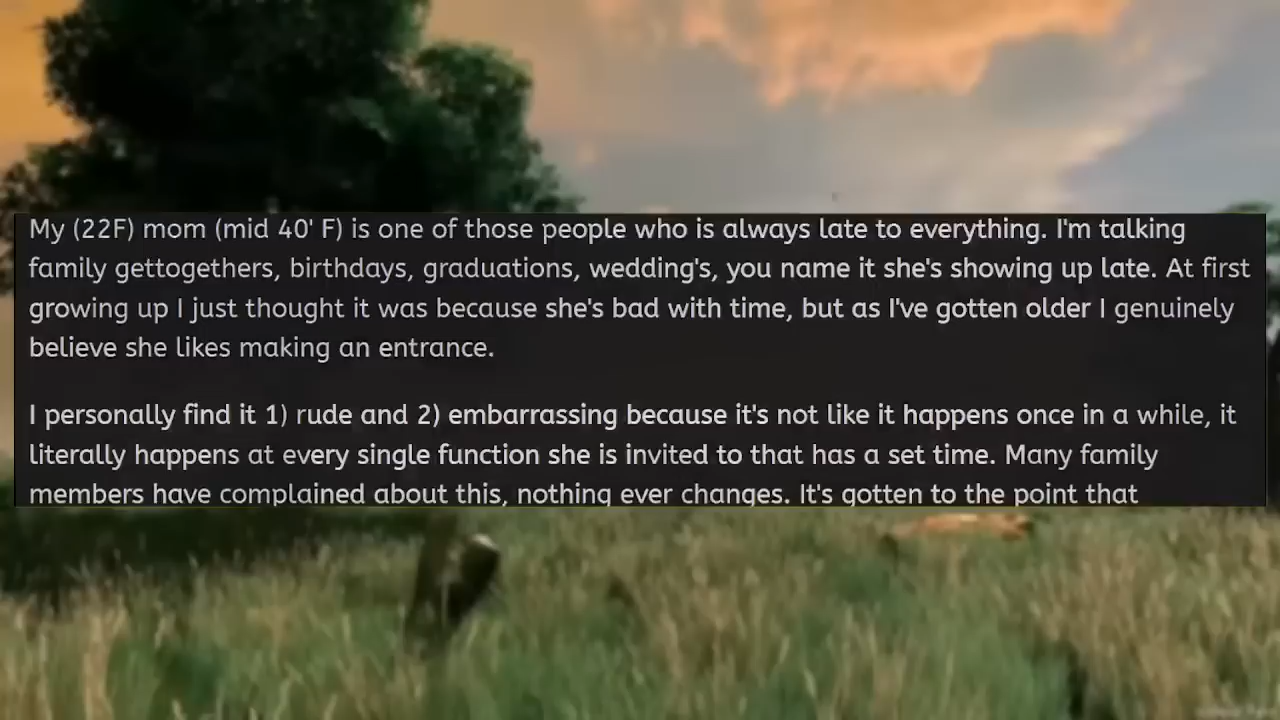 My (22F) mom (mid 40' F) is one of those people who is always late to everything. I'm talking
family gettogethers, birthdays, graduations, wedding's, you name it she's showing up late. At first
growing up I just thought it was because she's bad with time, but as I've gotten older I genuinely
believe she likes making an entrance.
I personally find it 1) rude and 2) embarrassing because it's not like it happens once in a while, it
literally happens at every single function she is invited to that has a set time. Many family
members have complained about this, nothing ever changes. It's gotten to the point that